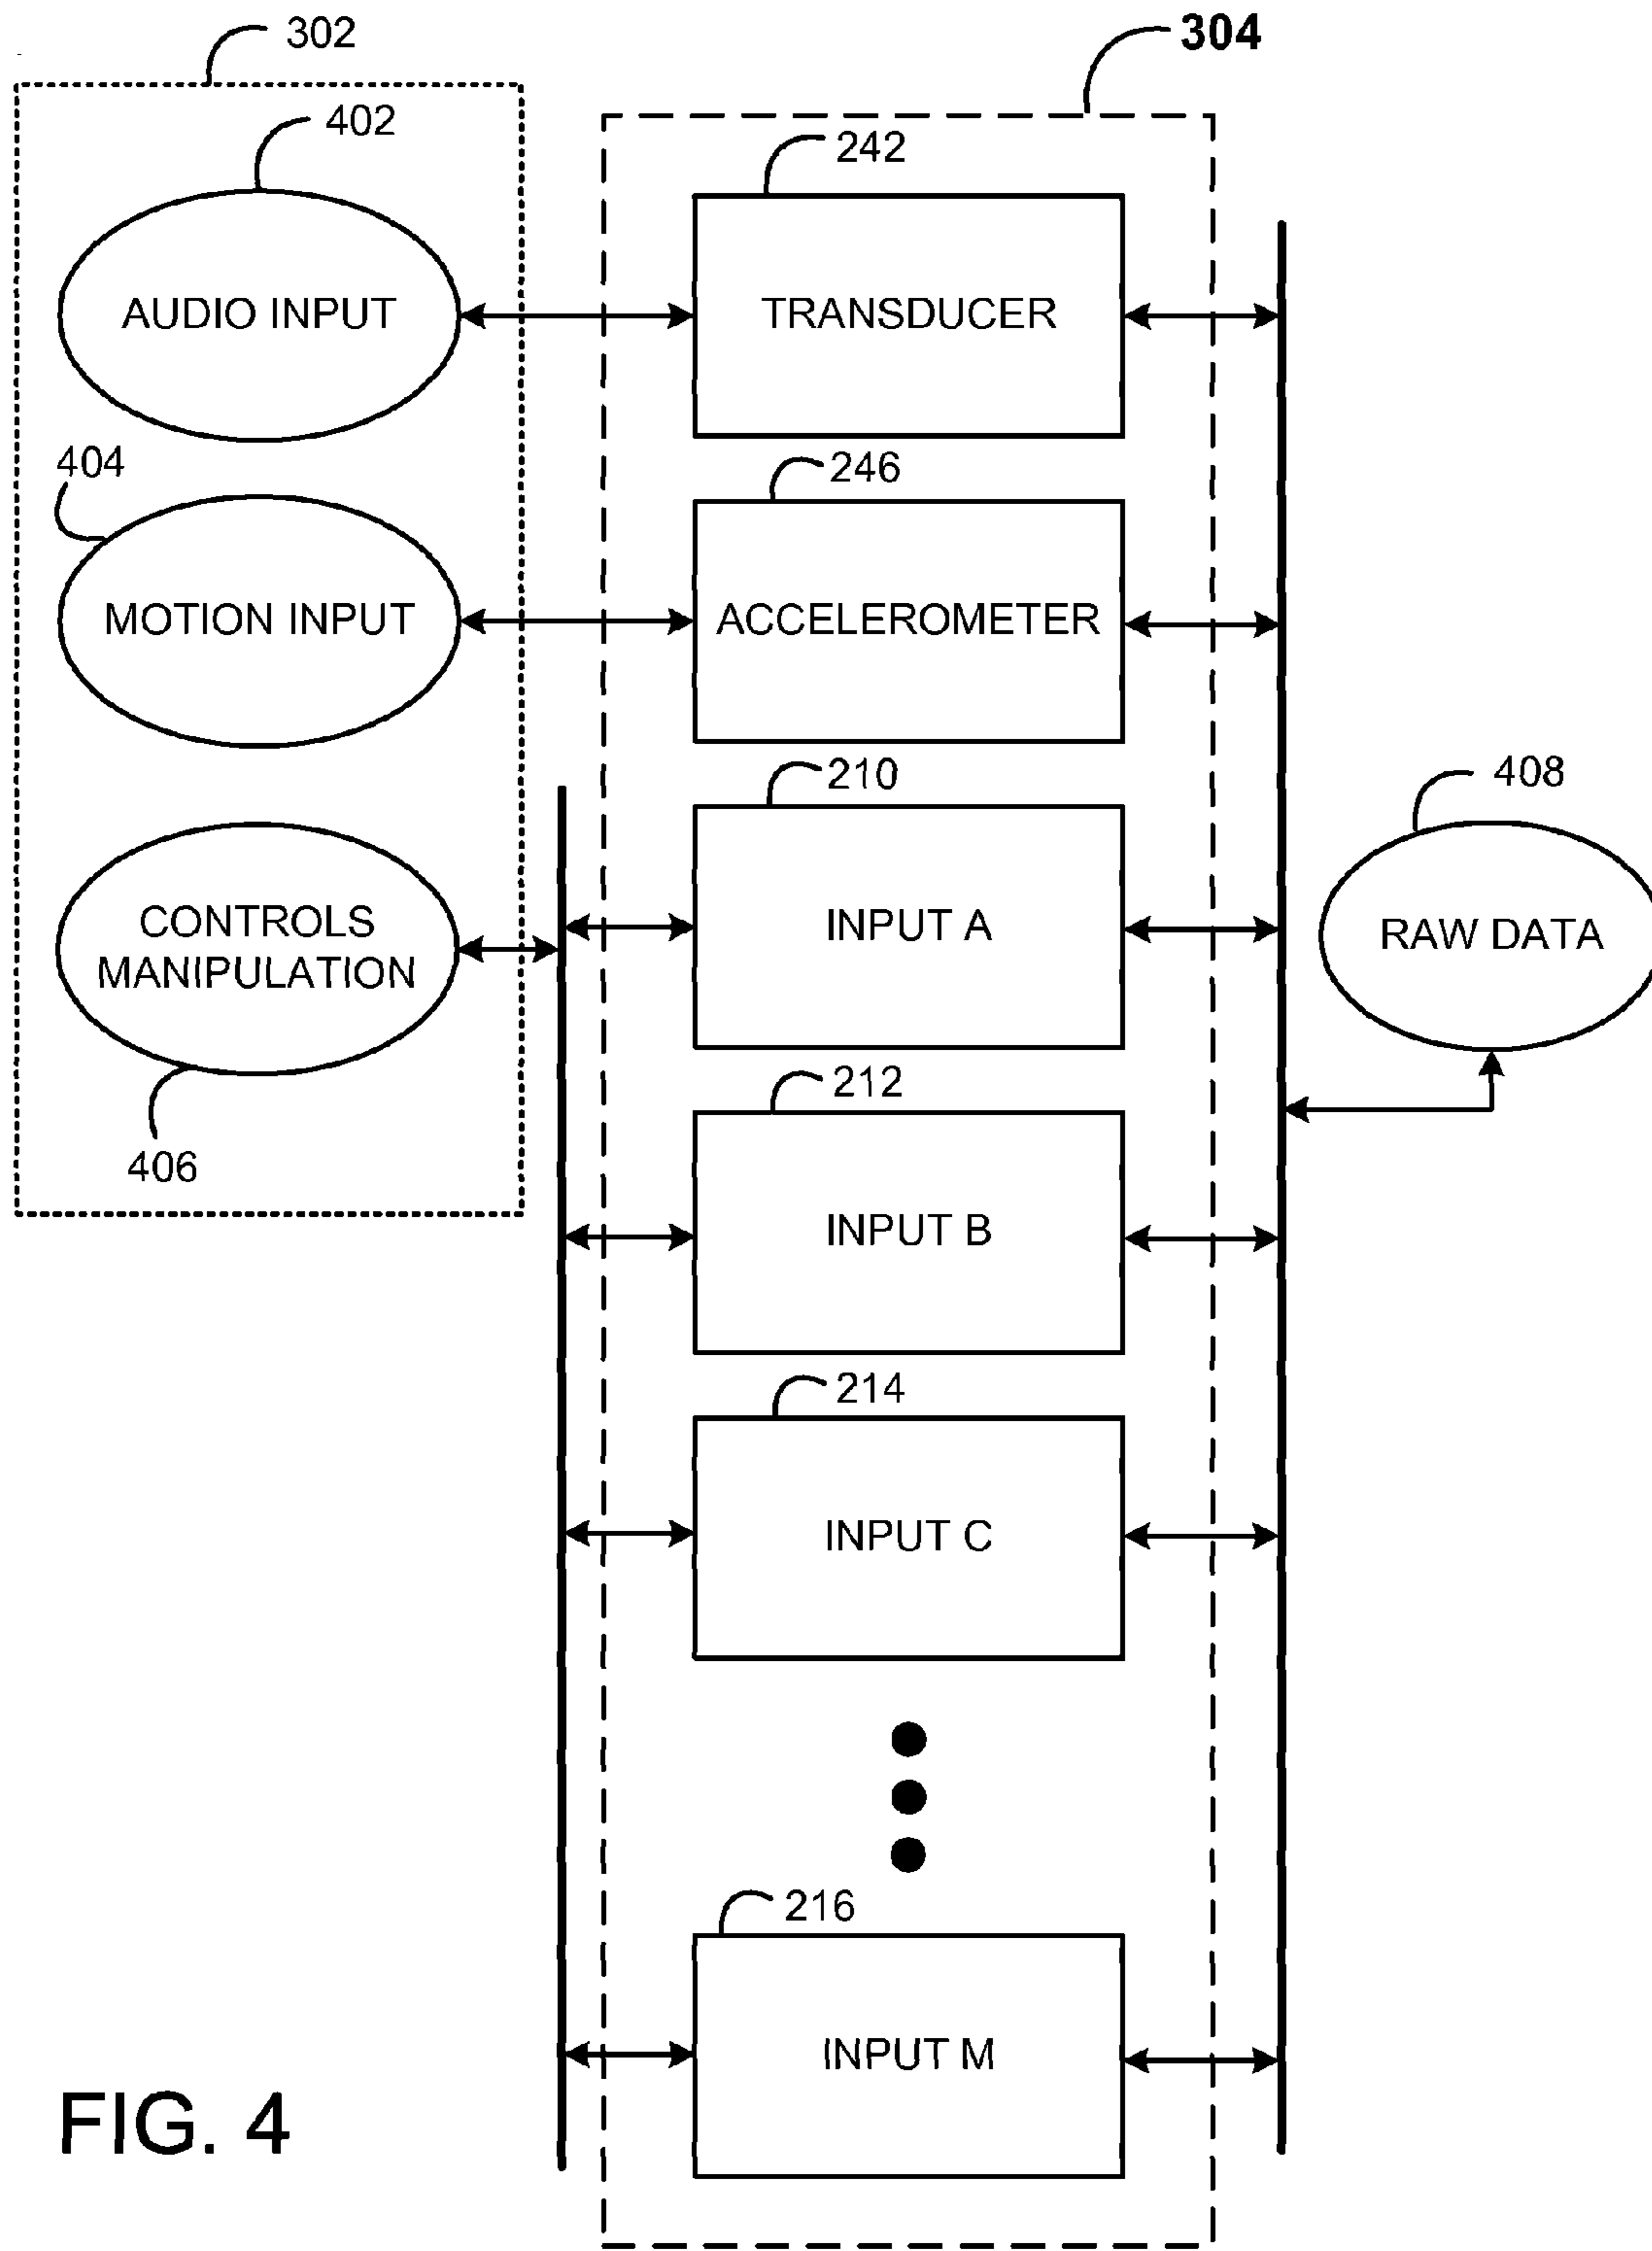 302
304
402
242
AUDIO INPUT
TRANSDUCER
404
246
MOTION INPUT
ACCELEROMETER
210
408
CONTROLS
MANIPULATION
INPUT A
RAW DATA
212
406
INPUT B
214
INPUT C
216
INPUT M
FIG. 4